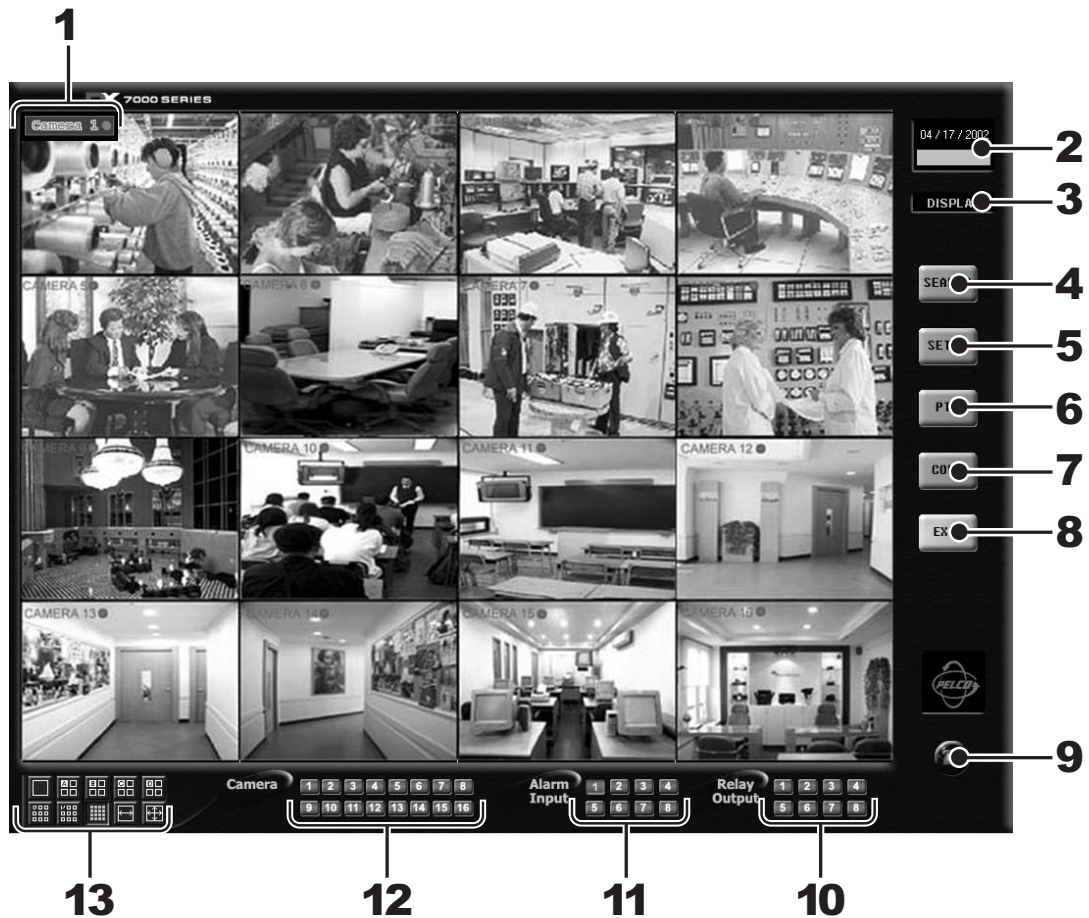 1
7000 SERIES
Camera 1
04 / 17 / 2002
2
DISPLA
3
SEA
4
SET
5
PT
6
CO
7
EX
8
CAMERA 5
CAMERA 6
CAMERA 7
CAMERA 10
CAMERA 11
CAMERA 12
CAMERA 13
CAMERA 14
CAMERA 15
CAMERA 16
PELCO
9
Camera
1 2 3 4 5 6 7 8
9 10 11 12 13 14 15 16
Alarm
Input
1 2 3 4
5 6 7 8
Relay
Output
1 2 3 4
5 6 7 8
13
12
11
10